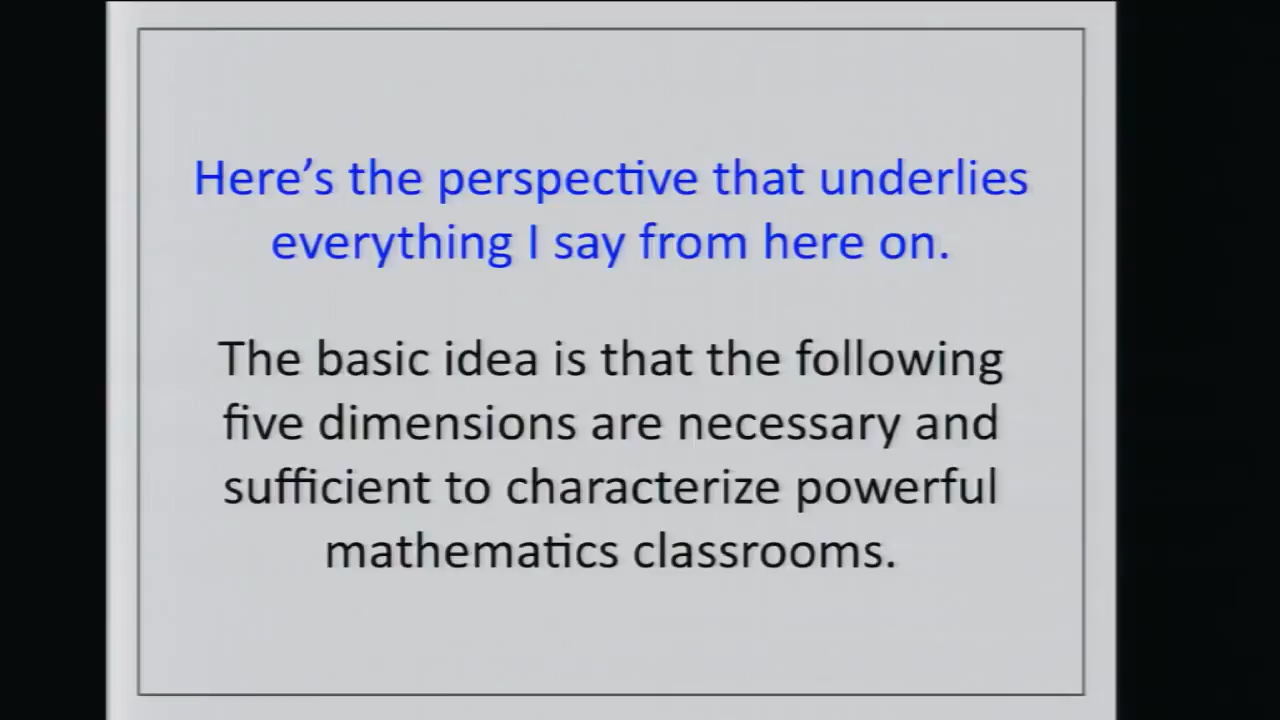 Here's the perspective that underlies
everything I say from here on.
The basic idea is that the following
five dimensions are necessary and
sufficient to characterize powerful
mathematics classrooms.